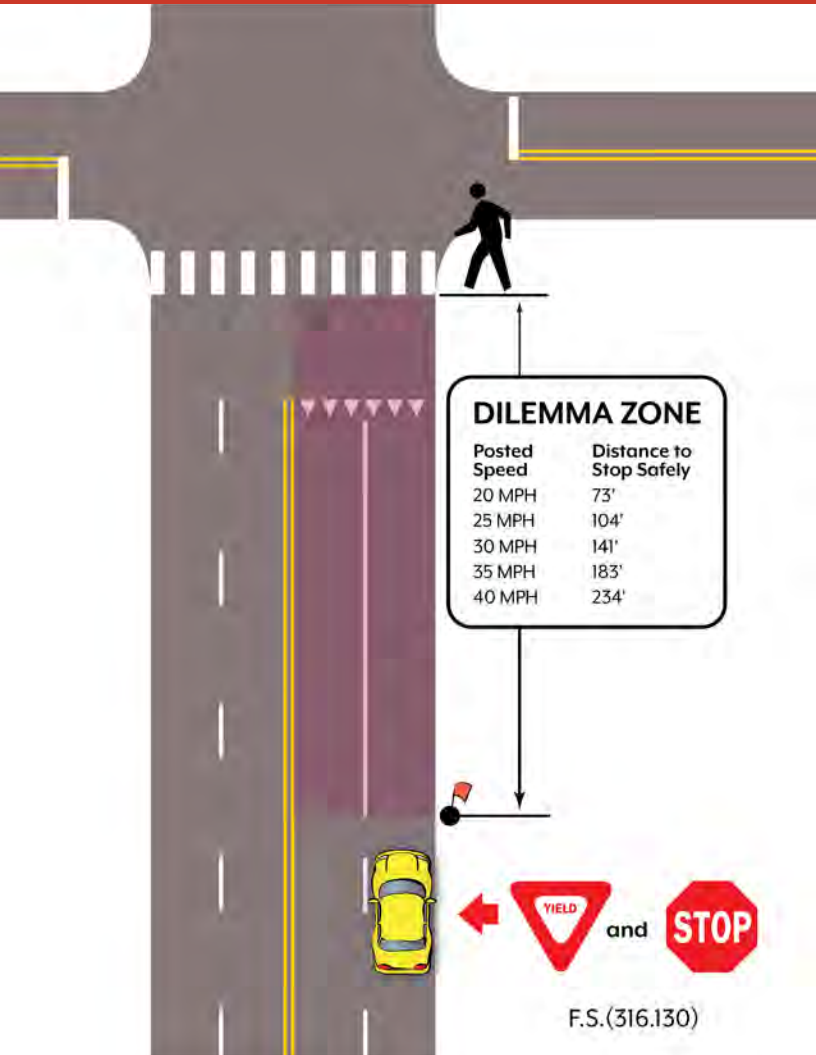 DILEMMA ZONE
Posted Speed Distance to Stop Safely
20 MPH 73'
25 MPH 104'
30 MPH 141'
35 MPH 183'
40 MPH 234'
YIELD and STOP
F.S.(316.130)